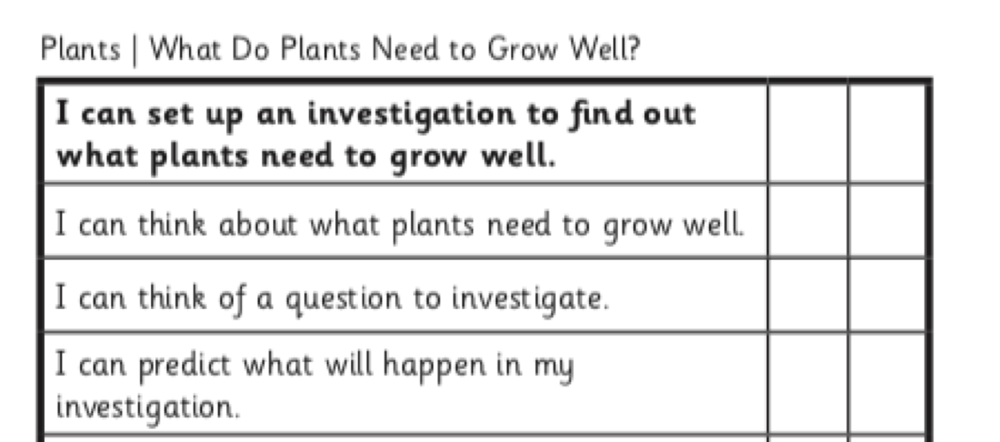 Plants | What Do Plants Need to Grow Well?
I can set up an investigation to find out
what plants need to grow well.
I can think about what plants need to grow well.
I can think of a question to investigate.
I can predict what will happen in my
investigation.